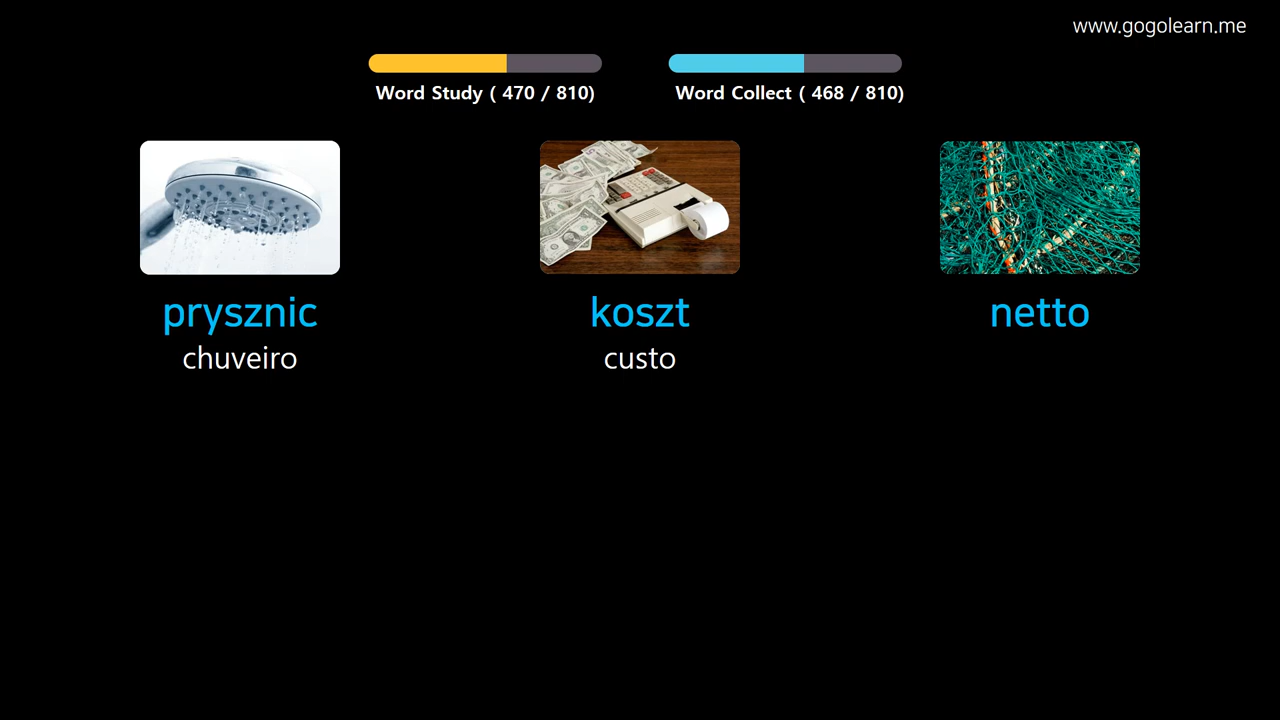 www.gogolearn.me
Word Study ( 470 / 810)
Word Collect ( 468 / 810)
prysznic
koszt
netto
chuveiro
custo